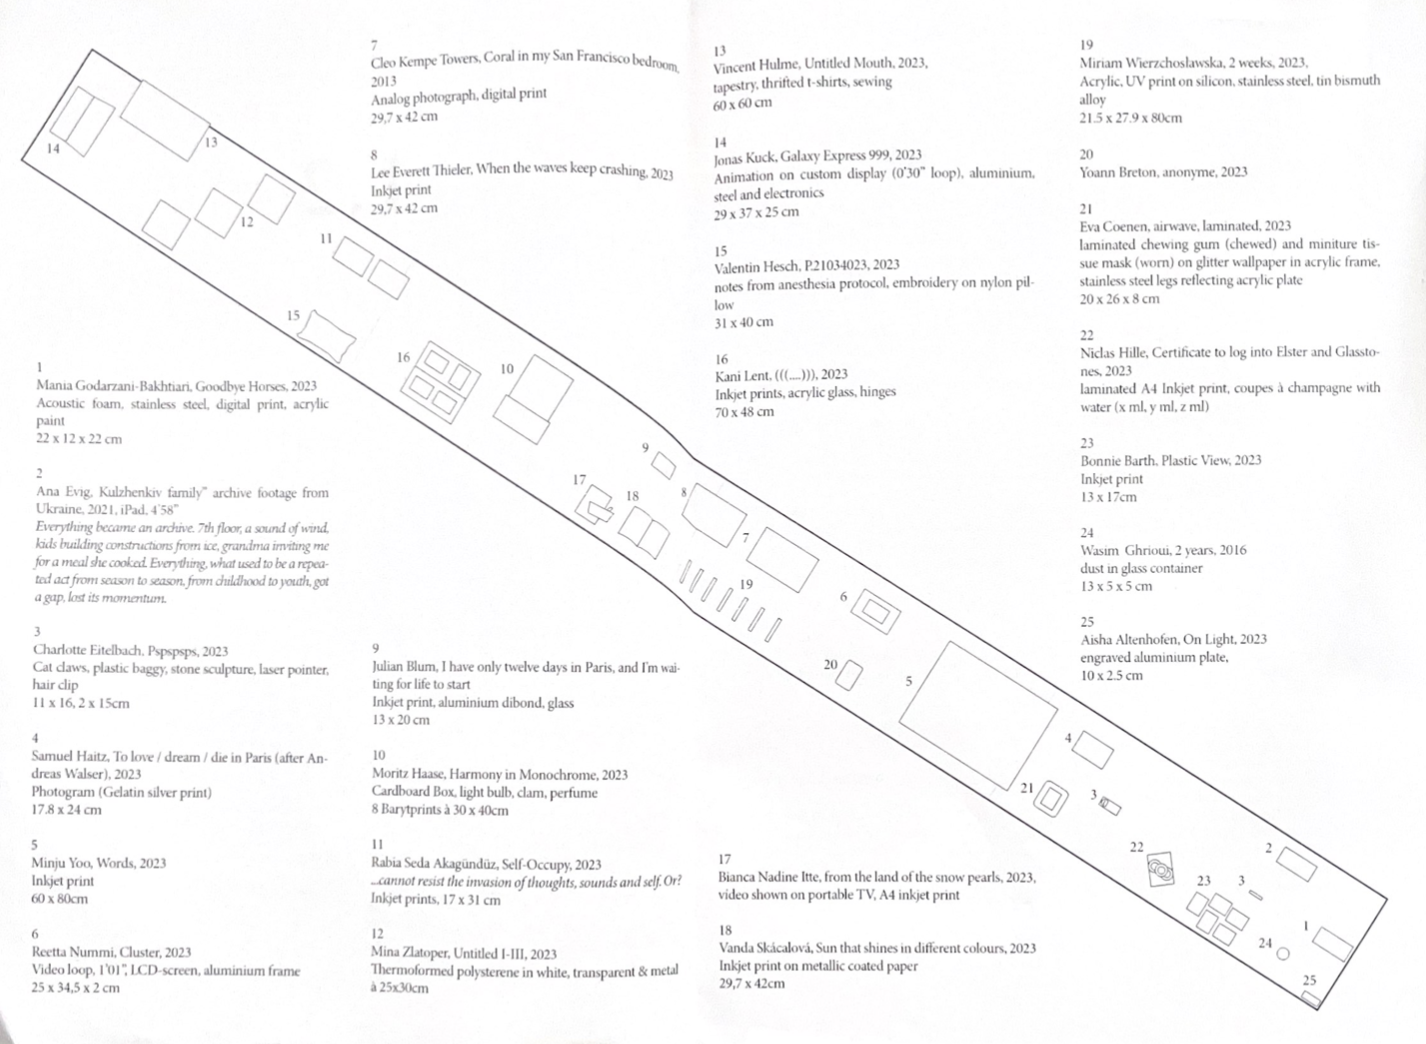 1
Mania Godarzani-Bakhtiari, Goodbye Horses, 2023
Acoustic foam, stainless steel, digital print, acrylic
paint
22 x 12 x 22 cm
2
Ana Evig, Kulzhenkiv family" archive footage from
Ukraine, 2021, iPad, 4'58"
Everything became an archive. 7th floor, a sound of wind,
kids building constructions from ice, grandma inviting me
for a meal she cooked. Everything, what used to be a repea-
ted act from season to season, from childhood to youth, got
a gap, lost its momentum.
3
Charlotte Eitelbach, Pspspsps, 2023
Cat claws, plastic baggy, stone sculpture, laser pointer,
hair clip
11 x 16, 2 x 15cm
4
Samuel Haitz, To love / dream / die in Paris (after An-
dreas Walser), 2023
Photogram (Gelatin silver print)
17.8 x 24 cm
5
Minju Yoo, Words, 2023
Inkjet print
60 x 80cm
6
Reetta Nummi, Cluster, 2023
Video loop, 1'01", LCD-screen, aluminium frame
25 x 34,5 x 2 cm
7
Cleo Kempe Towers, Coral in my San Francisco bedroom,
2013
Analog photograph, digital print
29,7 x 42 cm
8
Lee Everett Thieler, When the waves keep crashing, 2023
Inkjet print
29,7 x 42 cm
9
Julian Blum, I have only twelve days in Paris, and I'm wai-
ting for life to start
Inkjet print, aluminium dibond, glass
13 x 20 cm
10
Moritz Haase, Harmony in Monochrome, 2023
Cardboard Box, light bulb, clam, perfume
8 Barytprints à 30 x 40cm
11
Rabia Seda Akagündüz, Self-Occupy, 2023
...cannot resist the invasion of thoughts, sounds and self. Or?
Inkjet prints, 17 x 31 cm
12
Mina Zlatoper, Untitled I-III, 2023
Thermoformed polysterene in white, transparent & metal
à 25x30cm
13
Vincent Hulme, Untitled Mouth, 2023,
tapestry, thrifted t-shirts, sewing
60 x 60 cm
14
Jonas Kuck, Galaxy Express 999, 2023
Animation on custom display (0'30" loop), aluminium,
steel and electronics
29 x 37 x 25 cm
15
Valentin Hesch, P.21034023, 2023
notes from anesthesia protocol, embroidery on nylon pil-
low
31 x 40 cm
16
Kani Lent, (((__))), 2023
Inkjet prints, acrylic glass, hinges
70 x 48 cm
17
Bianca Nadine Itte, from the land of the snow pearls, 2023,
video shown on portable TV, A4 inkjet print
18
Vanda Skácalová, Sun that shines in different colours, 2023
Inkjet print on metallic coated paper
29,7 x 42cm
19
Miriam Wierzchosławska, 2 weeks, 2023,
Acrylic, UV print on silicon, stainless steel, tin bismuth
alloy
21.5 x 27.9 x 80cm
20
Yoann Breton, anonyme, 2023
21
Eva Coenen, airwave, laminated, 2023
laminated chewing gum (chewed) and miniture tis-
sue mask (worn) on glitter wallpaper in acrylic frame,
stainless steel legs reflecting acrylic plate
20 x 26 x 8 cm
22
Niclas Hille, Certificate to log into Elster and Glassto-
nes, 2023
laminated A4 Inkjet print, coupes à champagne with
water (x ml, y ml, z ml)
23
Bonnie Barth, Plastic View, 2023
Inkjet print
13 x 17cm
24
Wasim Ghrioui, 2 years, 2016
dust in glass container
13 x 5 x 5 cm
25
Aisha Altenhofen, On Light, 2023
engraved aluminium plate,
10 x 2.5 cm
14
13
12
11
15
16
10
9
17
18
8
7
19
6
20
5
4
21
3
22
2
23
3
1
24
25